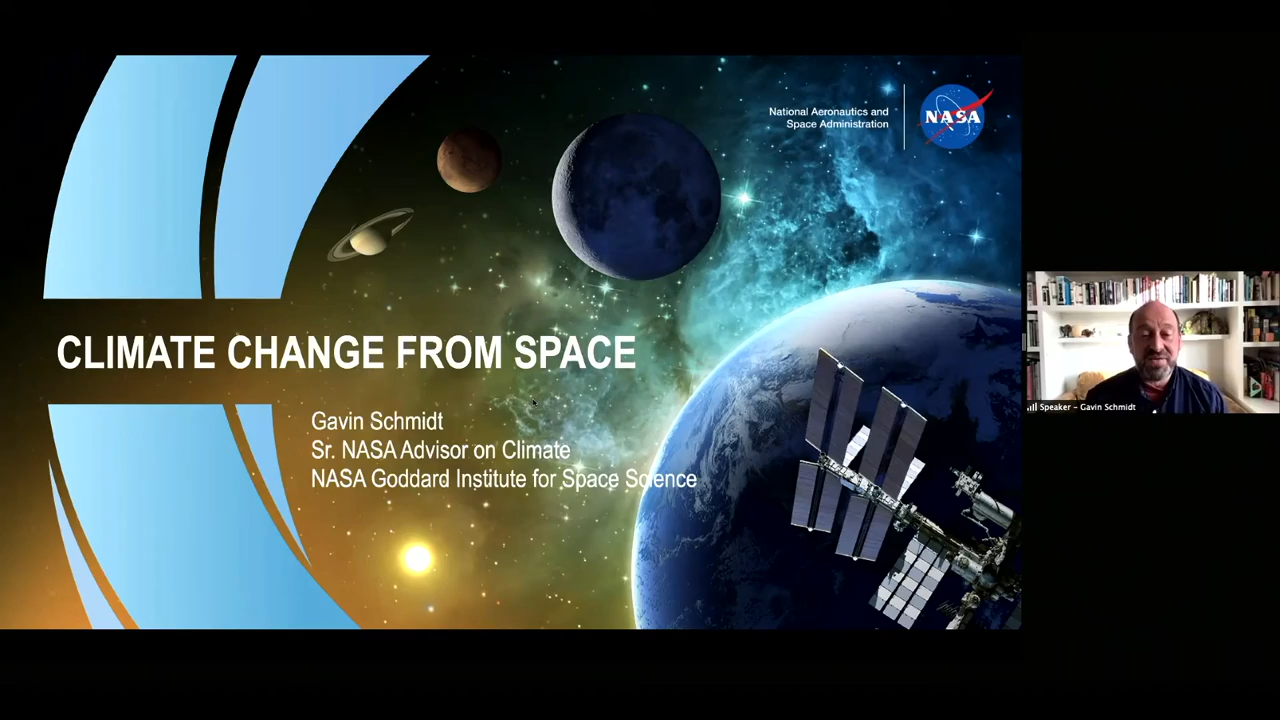 National Aeronautics and
Space Administration
NASA
CLIMATE CHANGE FROM SPACE
Gavin Schmidt
Sr. NASA Advisor on Climate
NASA Goddard Institute for Space Science
Speaker – Gavin Schmidt